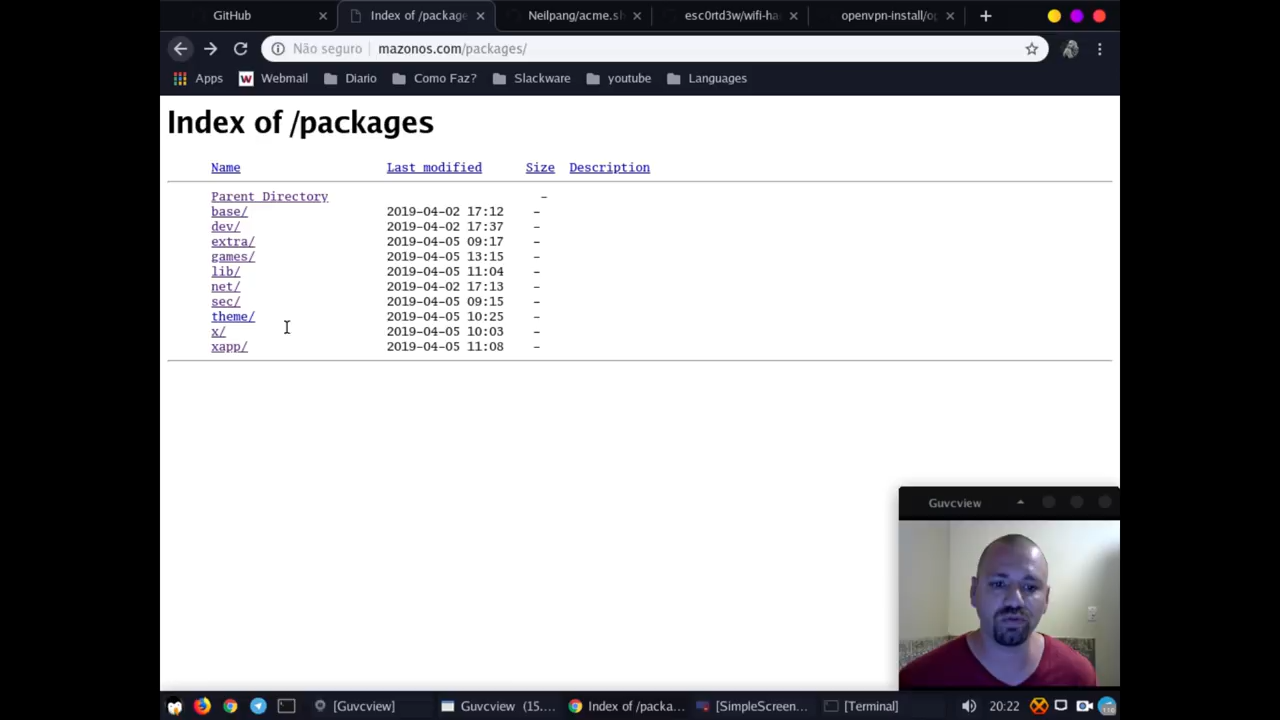 GitHub
Index of /package
Neilpang/acme.sh
esc0rtd3w/wifi-ha
openvpn-install/op
Não seguro mazonos.com/packages/
Apps Webmail Diario Como Faz? Slackware youtube Languages
Index of /packages
Name Last modified Size Description
Parent Directory -
base/ 2019-04-02 17:12 -
dev/ 2019-04-02 17:37 -
extra/ 2019-04-05 09:17 -
games/ 2019-04-05 13:15 -
lib/ 2019-04-05 11:04 -
net/ 2019-04-02 17:13 -
sec/ 2019-04-05 09:15 -
theme/ 2019-04-05 10:25 -
x/ 2019-04-05 10:03 -
xapp/ 2019-04-05 11:08 -
Guvcview
[Guvcview] Guvcview (15.... Index of /packa... [SimpleScreen... [Terminal] 20:22